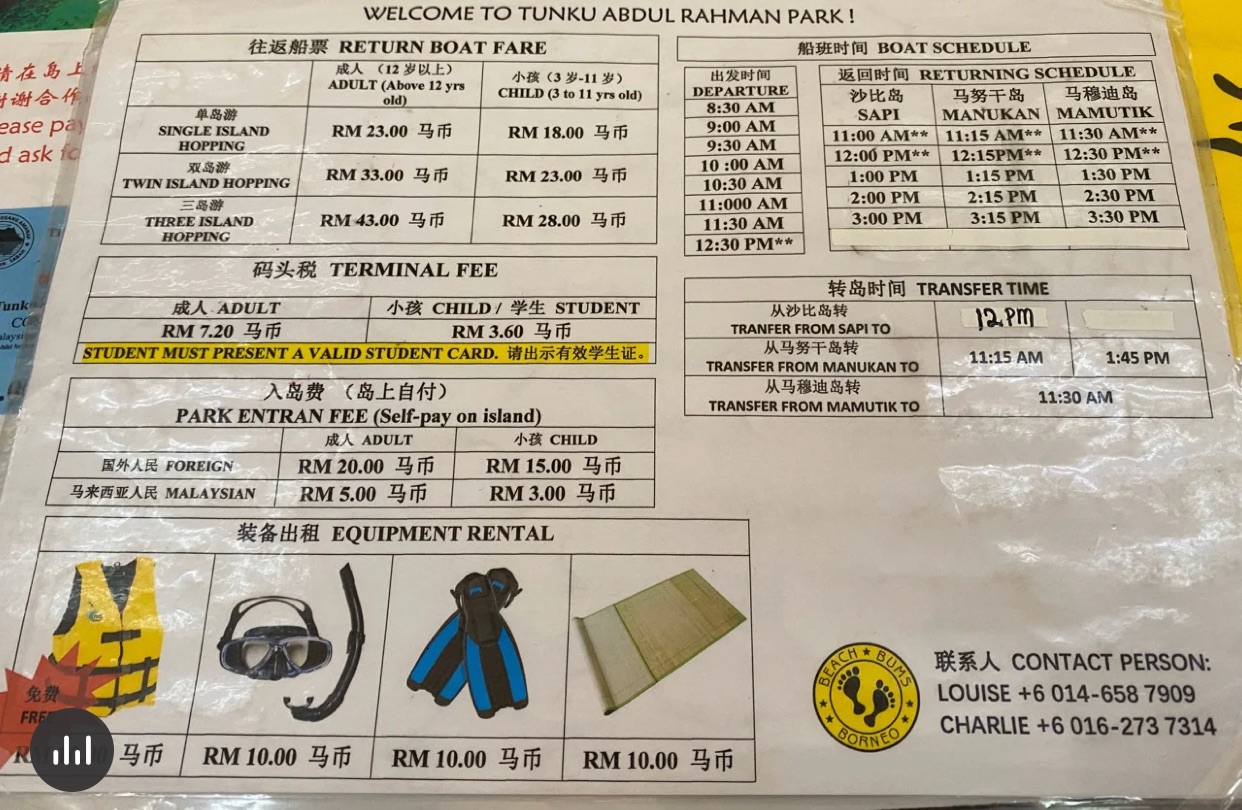 WELCOME TO TUNKU ABDUL RAHMAN PARK !
请在岛上
谢谢合作
ease pay
d ask fo
往返船票 RETURN BOAT FARE
成人 （12 岁以上）
ADULT (Above 12 yrs
old)
小孩（3 岁-11 岁）
CHILD (3 to 11 yrs old)
单岛游
SINGLE ISLAND
HOPPING
RM 23.00 马币
RM 18.00 马币
双岛游
TWIN ISLAND HOPPING
RM 33.00 马币
RM 23.00 马币
三岛游
THREE ISLAND
HOPPING
RM 43.00 马币
RM 28.00 马币
码头税 TERMINAL FEE
成人 ADULT
小孩 CHILD / 学生 STUDENT
RM 7.20 马币
RM 3.60 马币
STUDENT MUST PRESENT A VALID STUDENT CARD. 请出示有效学生证。
入岛费 （岛上自付）
PARK ENTRAN FEE (Self-pay on island)
成人 ADULT
小孩 CHILD
国外人民 FOREIGN
RM 20.00 马币
RM 15.00 马币
马来西亚人民 MALAYSIAN
RM 5.00 马币
RM 3.00 马币
装备出租 EQUIPMENT RENTAL
免费
FREE
马币
RM 10.00 马币
RM 10.00 马币
RM 10.00 马币
船班时间 BOAT SCHEDULE
出发时间
DEPARTURE
8:30 AM
9:00 AM
9:30 AM
10 :00 AM
10:30 AM
11:000 AM
11:30 AM
12:30 PM**
返回时间 RETURNING SCHEDULE
沙比岛
SAPI
马努干岛
MANUKAN
马穆迪岛
MAMUTIK
11:00 AM** 11:15 AM** 11:30 AM**
12:00 PM** 12:15PM** 12:30 PM**
1:00 PM 1:15 PM 1:30 PM
2:00 PM 2:15 PM 2:30 PM
3:00 PM 3:15 PM 3:30 PM
转岛时间 TRANSFER TIME
从沙比岛转
TRANFER FROM SAPI TO
12PM
从马努干岛转
TRANSFER FROM MANUKAN TO
11:15 AM
1:45 PM
从马穆迪岛转
TRANSFER FROM MAMUTIK TO
11:30 AM
BEACH ★ BUMS
BORNEO
联系人 CONTACT PERSON:
LOUISE +6 014-658 7909
CHARLIE +6 016-273 7314